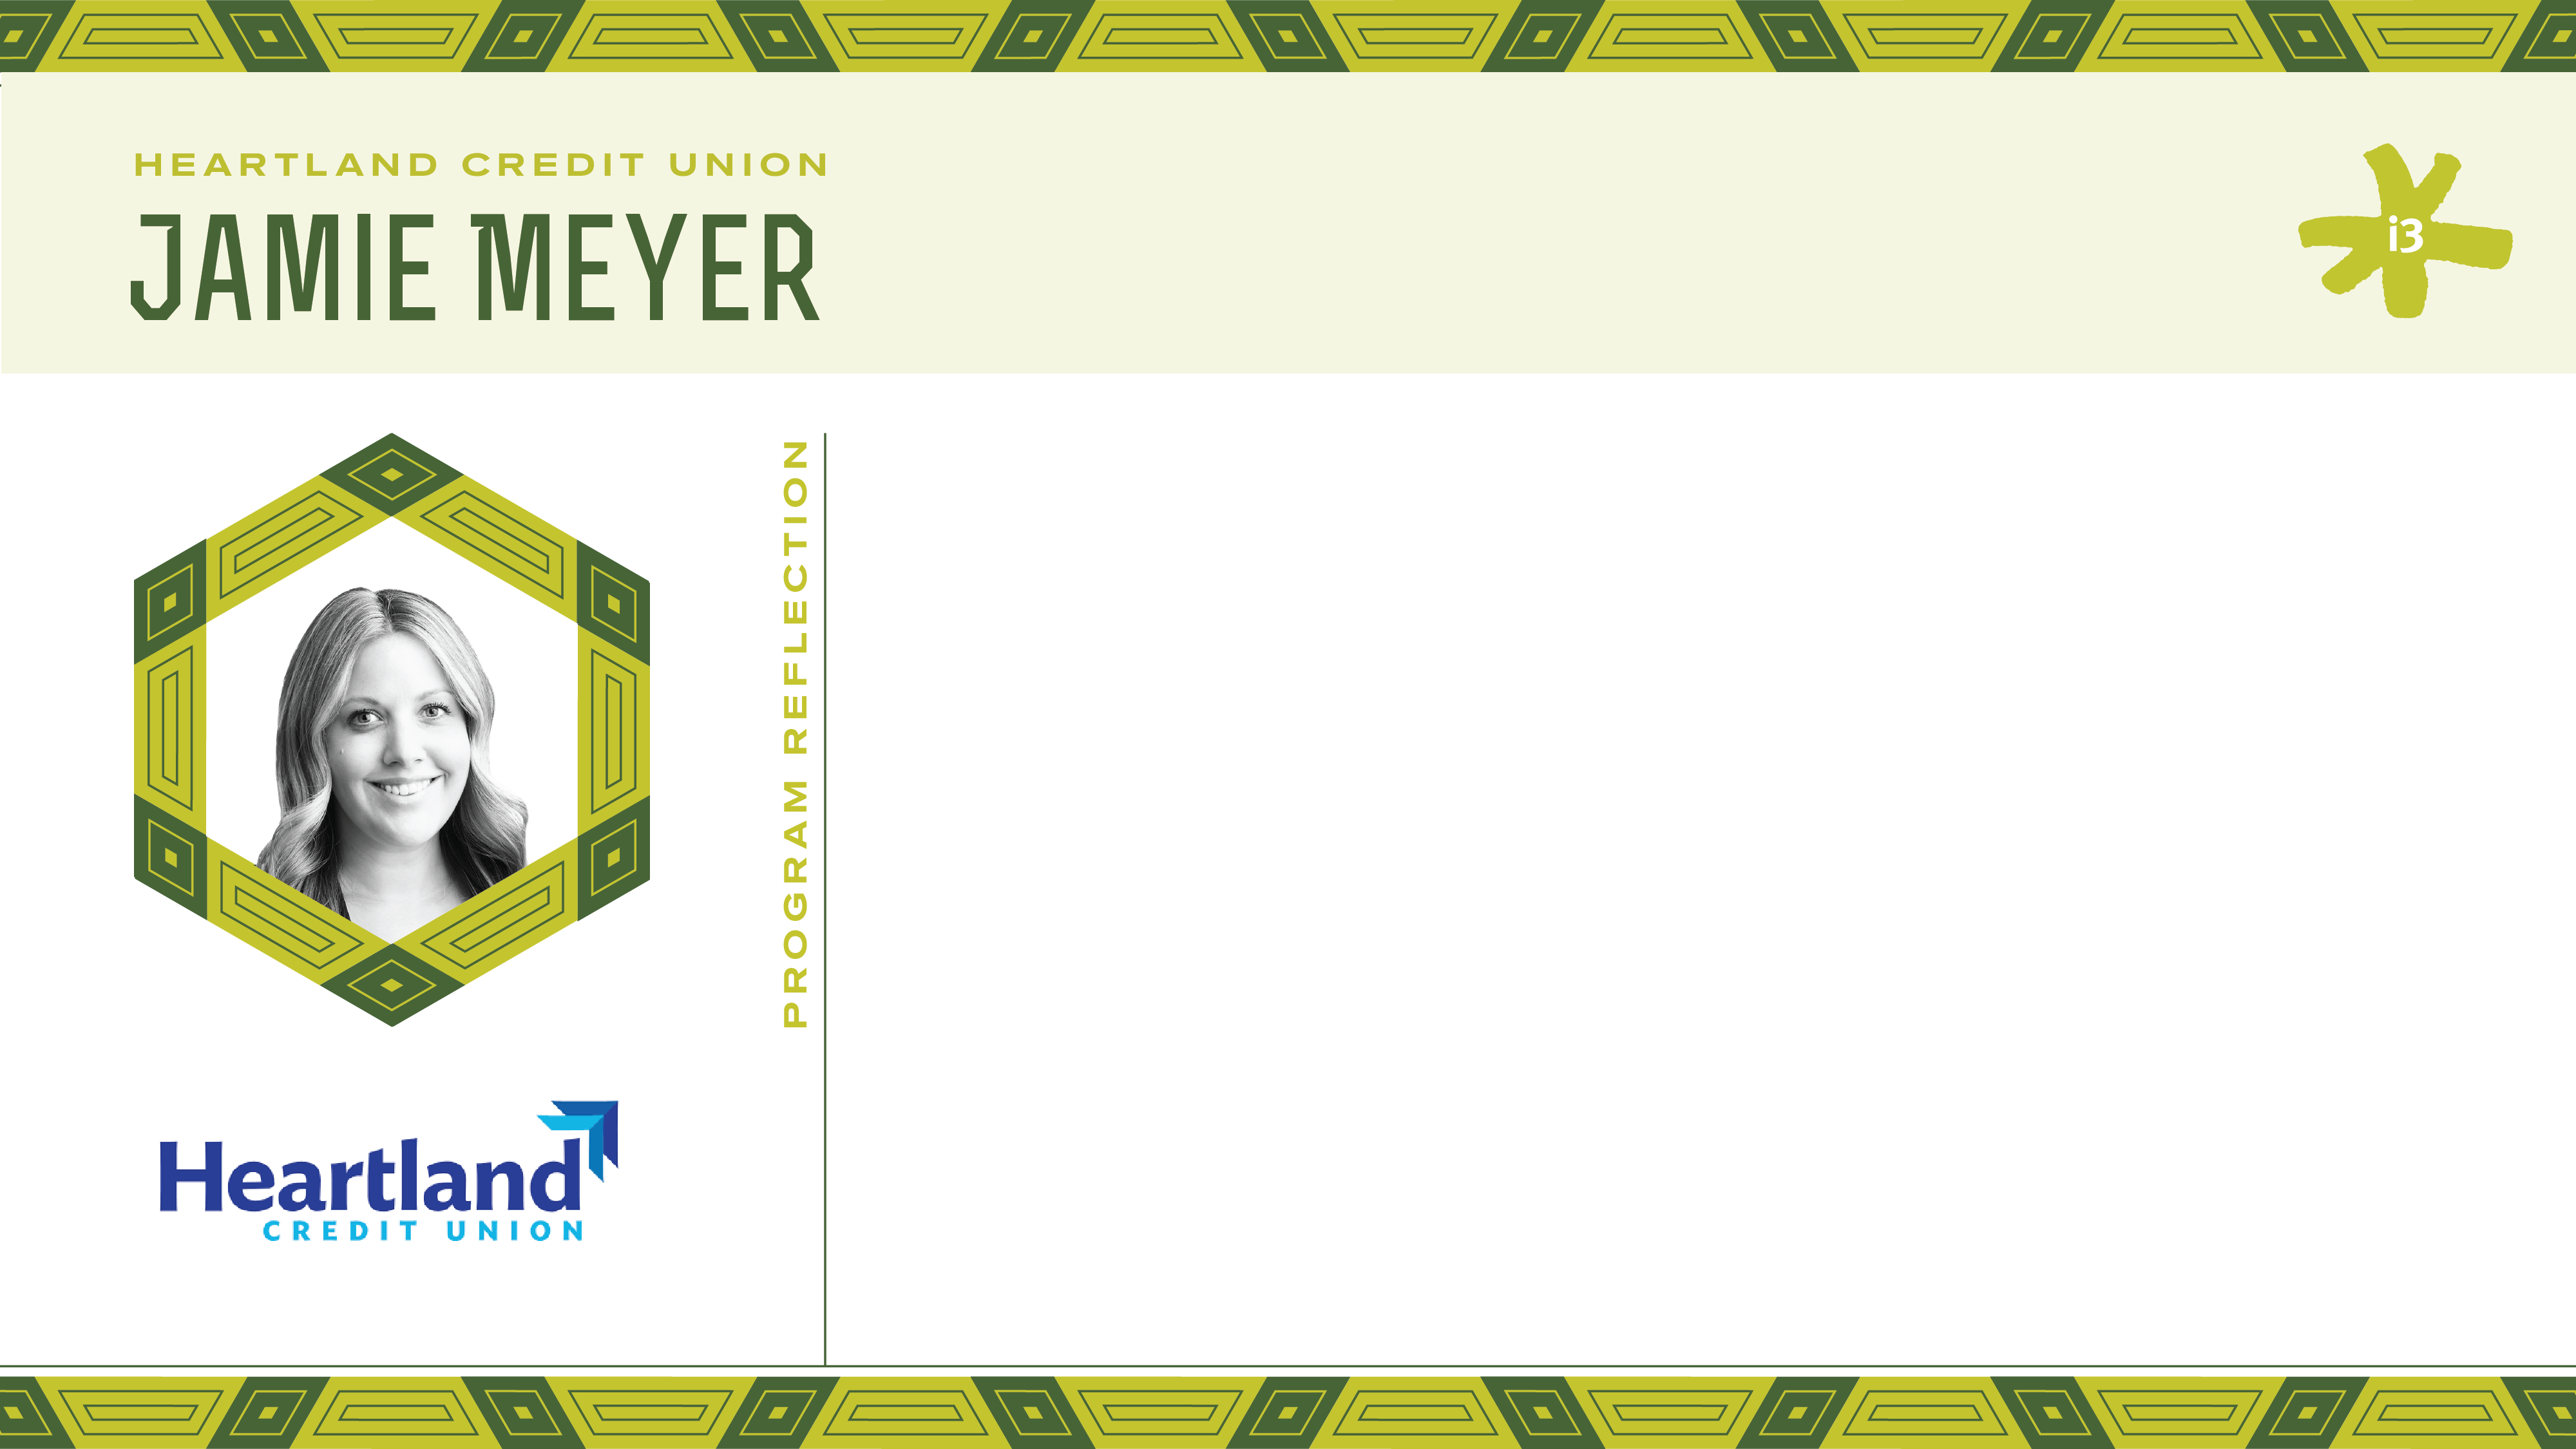 HEARTLAND CREDIT UNION
JAMIE MEYER
i3
PROGRAM REFLECTION
Heartland
CREDIT UNION